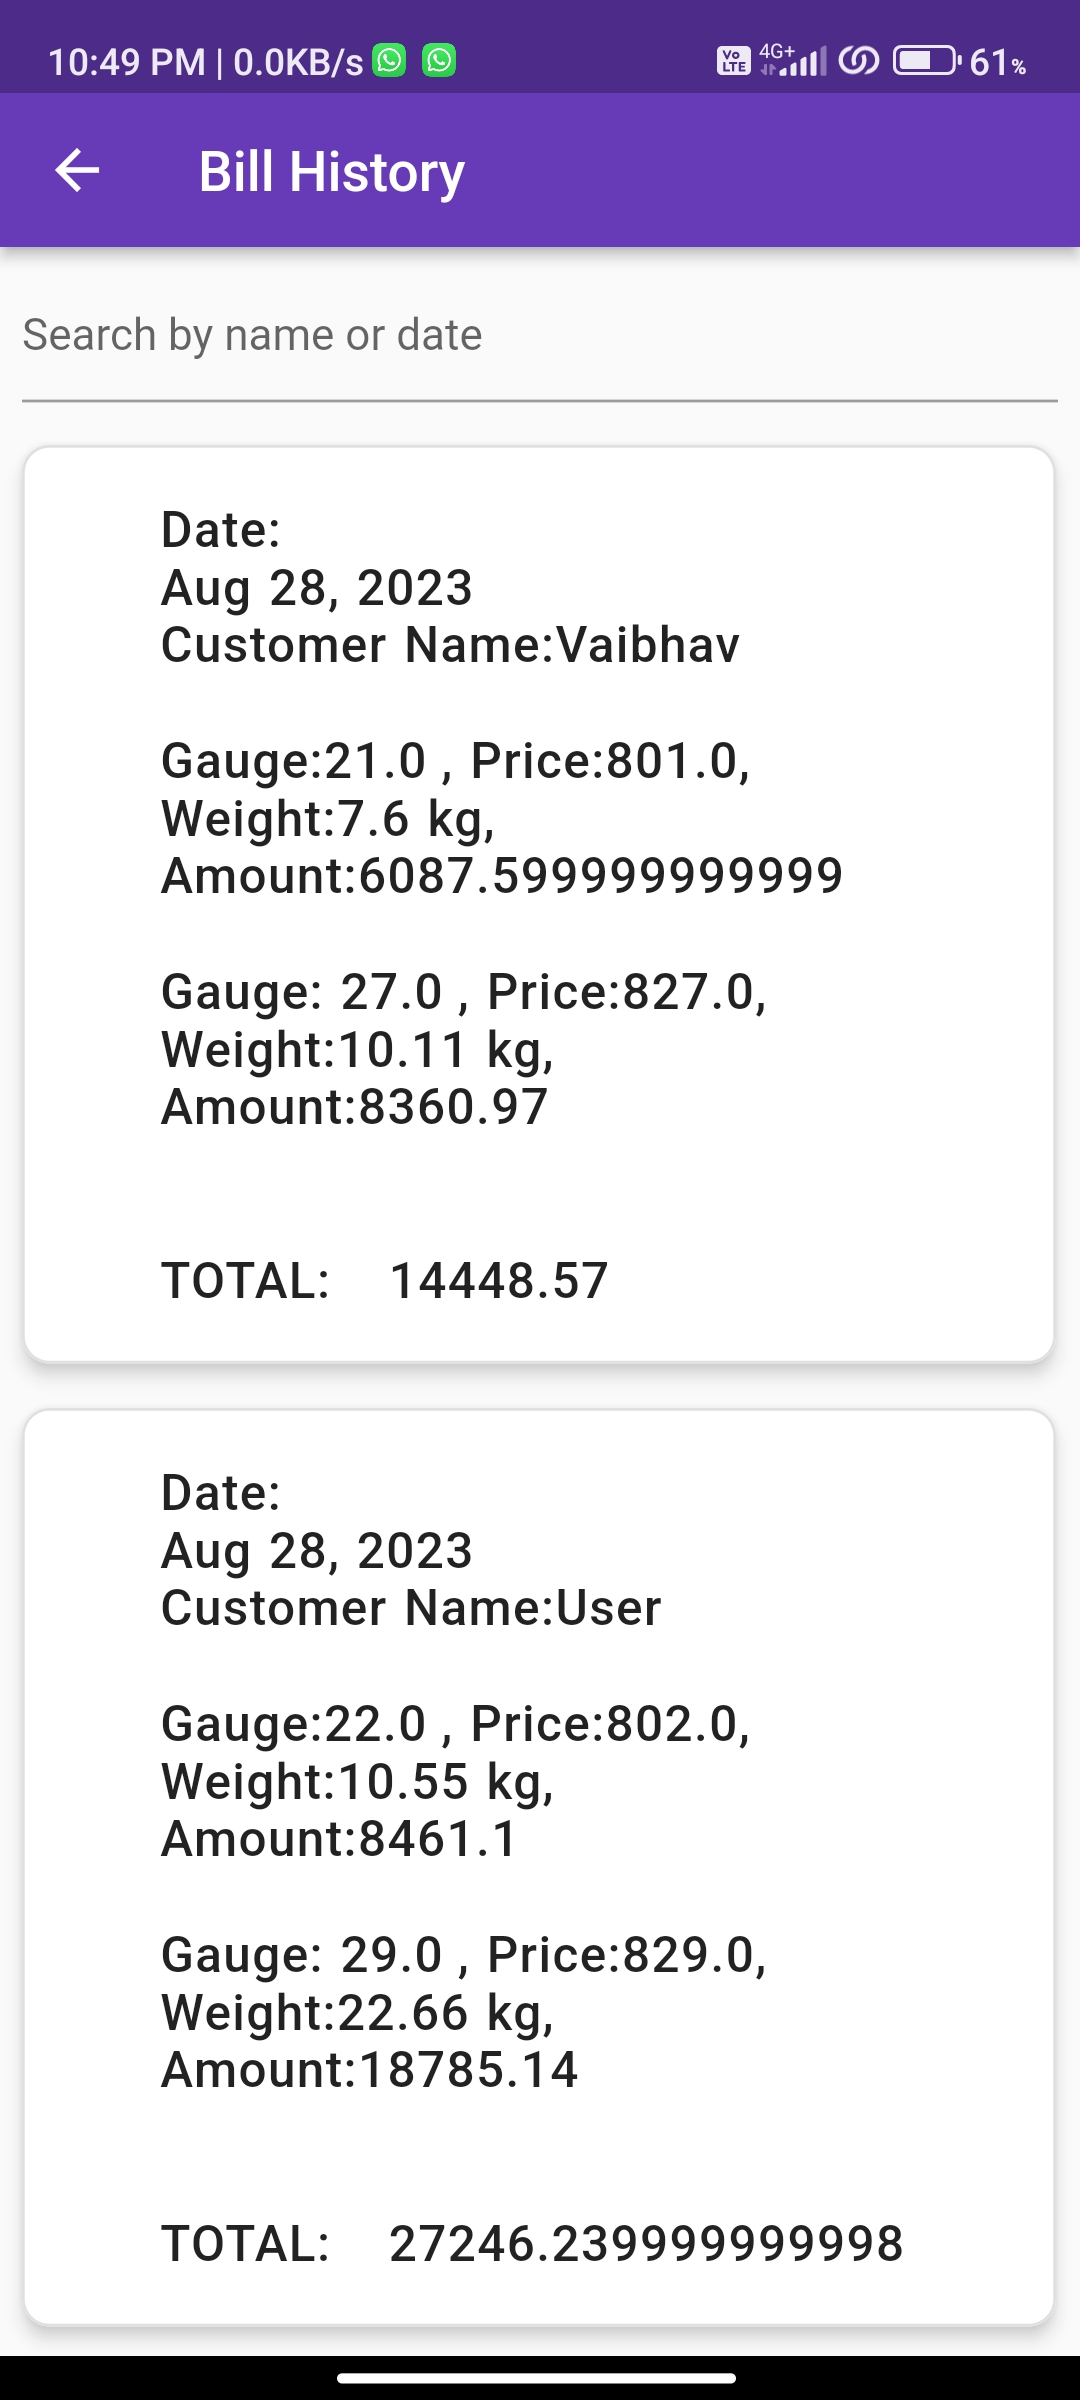 10:49 PM | 0.0KB/s Vo LTE 4G+ 61%
Bill History
Search by name or date
Date:
Aug 28, 2023
Customer Name:Vaibhav
Gauge:21.0 , Price:801.0,
Weight:7.6 kg,
Amount:6087.599999999999
Gauge: 27.0 , Price:827.0,
Weight:10.11 kg,
Amount:8360.97
TOTAL: 14448.57
Date:
Aug 28, 2023
Customer Name:User
Gauge:22.0 , Price:802.0,
Weight:10.55 kg,
Amount:8461.1
Gauge: 29.0 , Price:829.0,
Weight:22.66 kg,
Amount:18785.14
TOTAL: 27246.239999999998